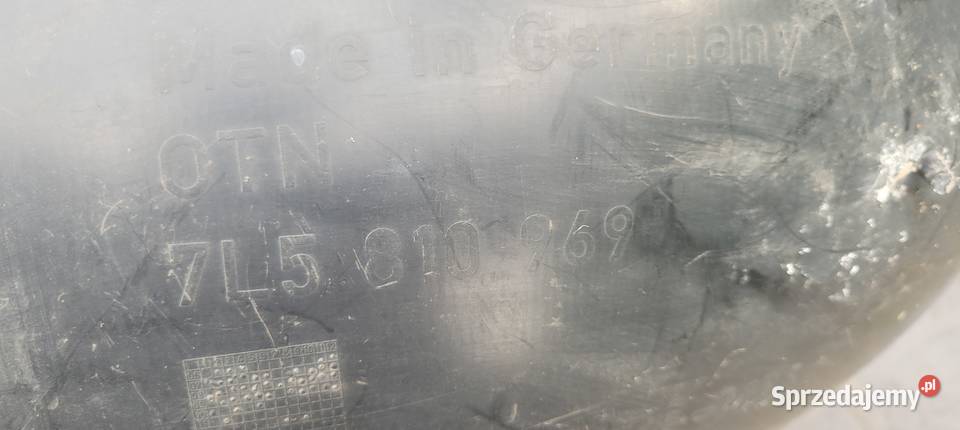 Made in Germany
OTN
7L5 810 969
Sprzedajemy.pl